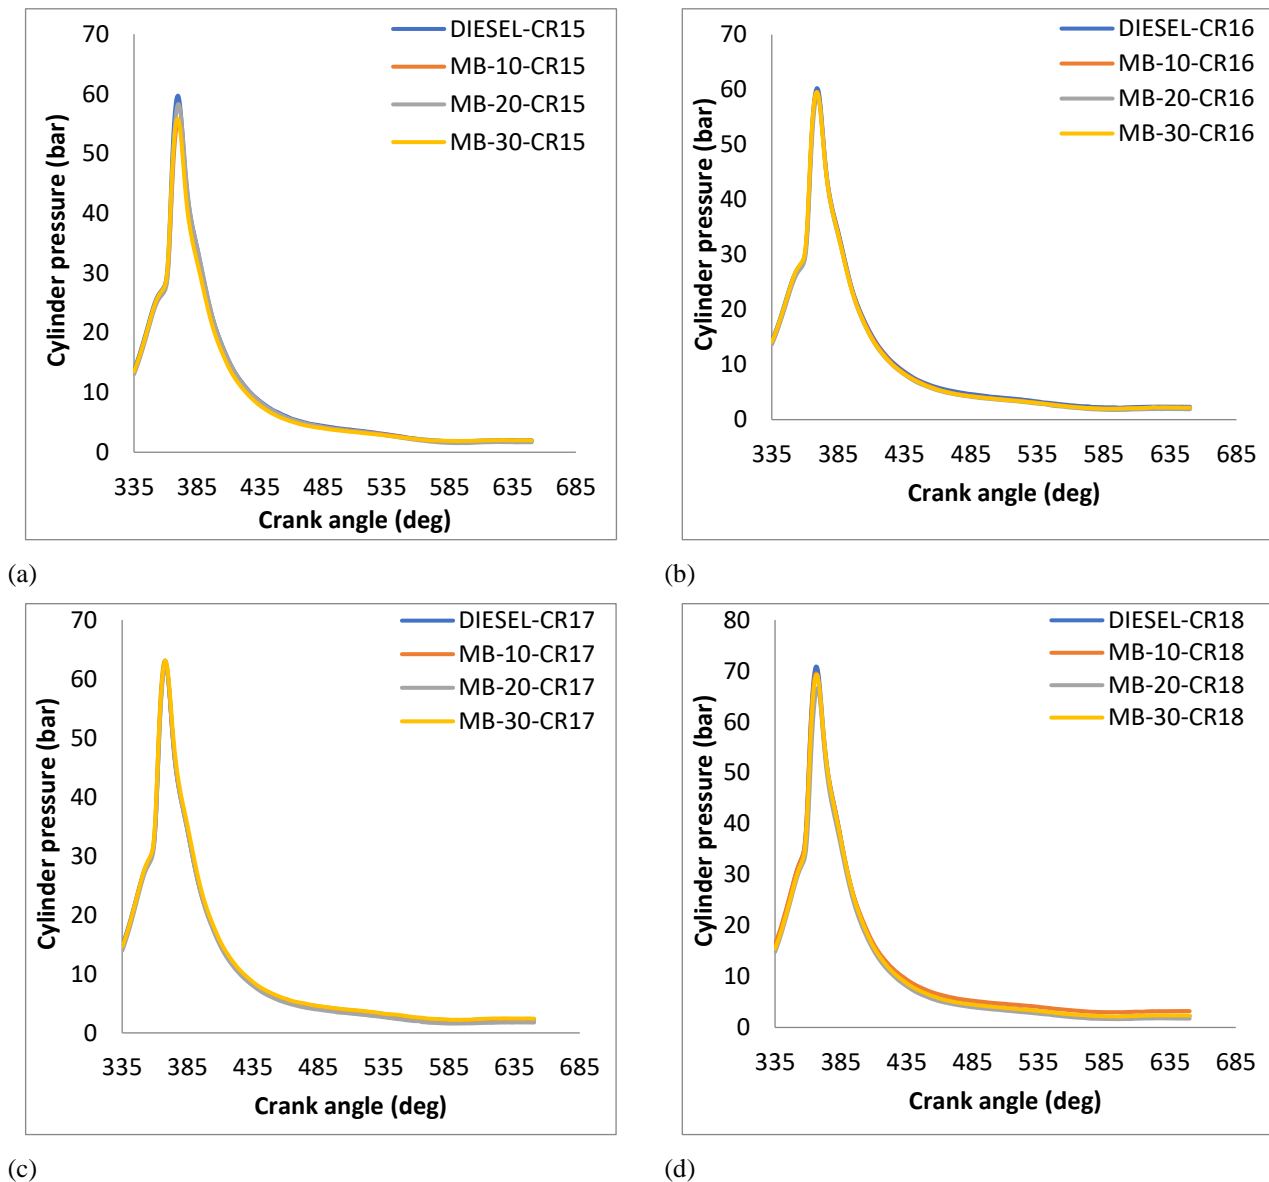 70
60
50
40
30
20
10
0
Cylinder pressure (bar)
DIESEL-CR15
MB-10-CR15
MB-20-CR15
MB-30-CR15
335 385 435 485 535 585 635 685
Crank angle (deg)
(a)
70
60
50
40
30
20
10
0
Cylinder pressure (bar)
DIESEL-CR16
MB-10-CR16
MB-20-CR16
MB-30-CR16
335 385 435 485 535 585 635 685
Crank angle (deg)
(b)
70
60
50
40
30
20
10
0
Cylinder pressure (bar)
DIESEL-CR17
MB-10-CR17
MB-20-CR17
MB-30-CR17
335 385 435 485 535 585 635 685
Crank angle (deg)
(c)
80
70
60
50
40
30
20
10
0
Cylinder pressure (bar)
DIESEL-CR18
MB-10-CR18
MB-20-CR18
MB-30-CR18
335 385 435 485 535 585 635 685
Crank angle (deg)
(d)